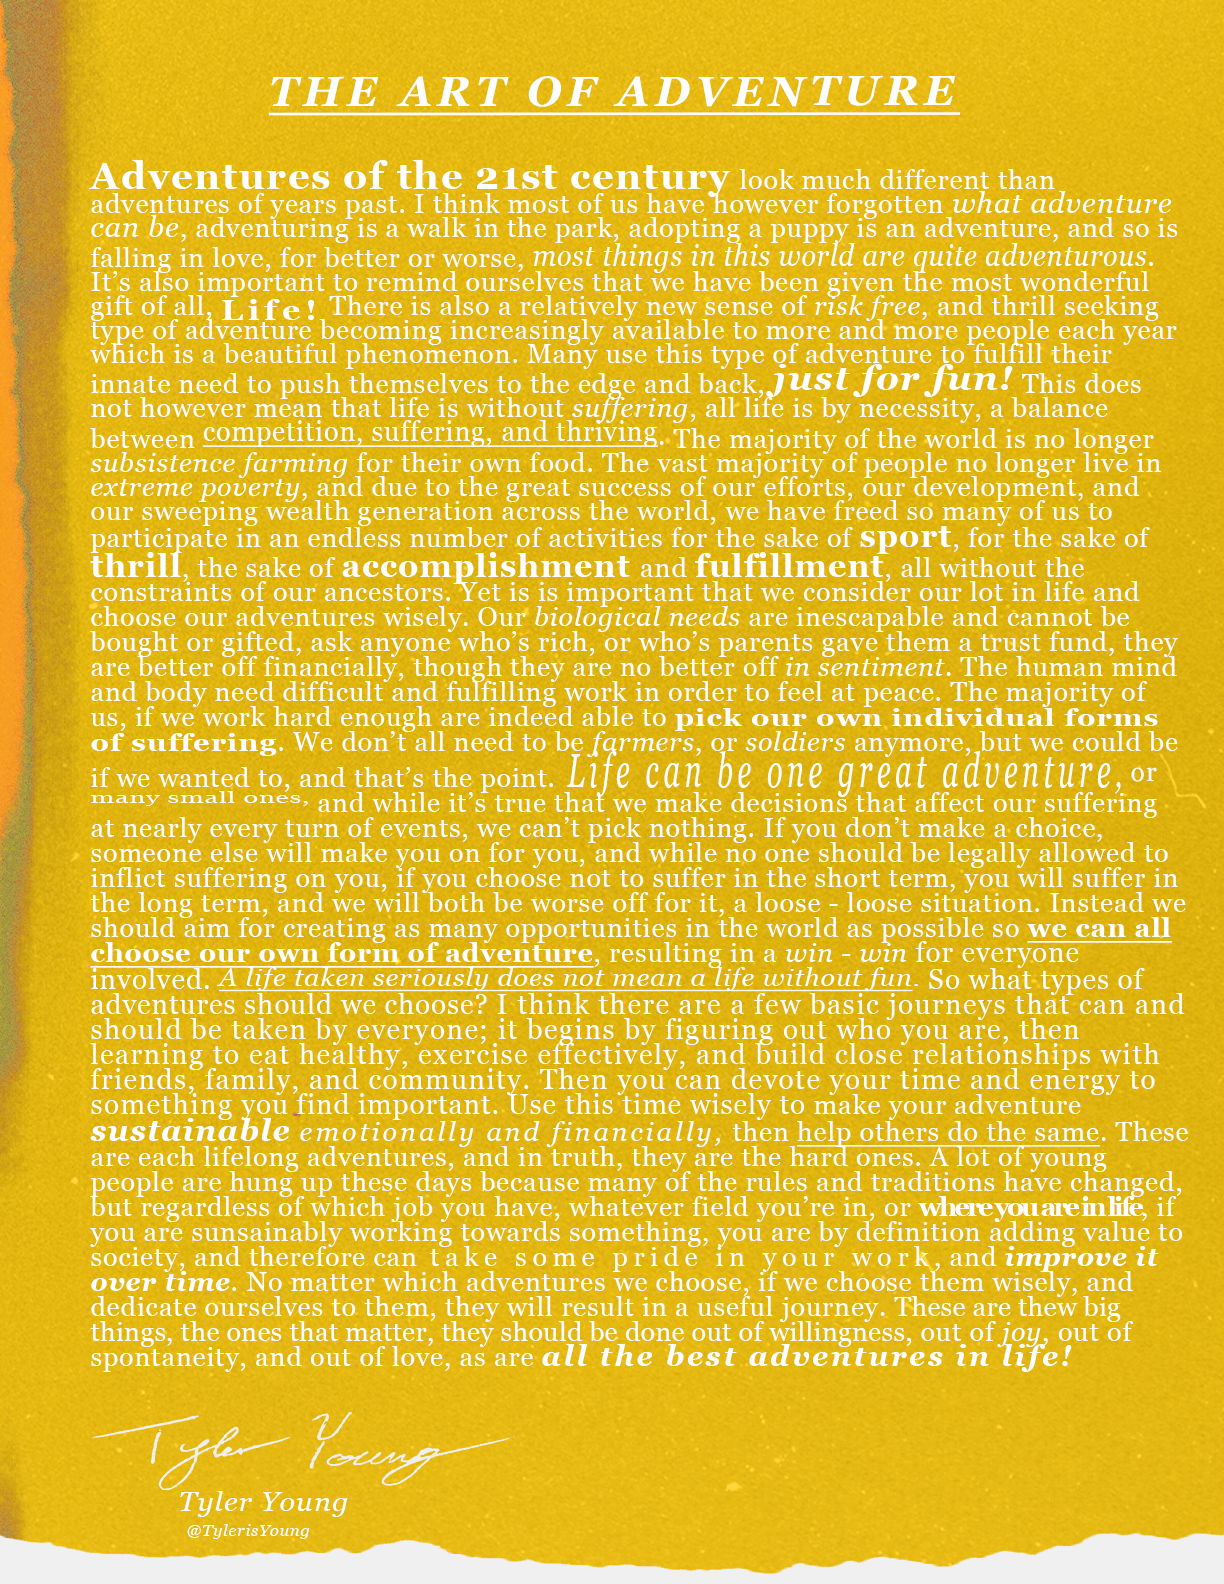 THE ART OF ADVENTURE
Adventures of the 21st century look much different than
adventures of years past. I think most of us have however forgotten what adventure
can be, adventuring is a walk in the park, adopting a puppy is an adventure, and so is
falling in love, for better or worse, most things in this world are quite adventurous.
It's also important to remind ourselves that we have been given the most wonderful
gift of all, Life! There is also a relatively new sense of risk free, and thrill seeking
type of adventure becoming increasingly available to more and more people each year
which is a beautiful phenomenon. Many use this type of adventure to fulfill their
innate need to push themselves to the edge and back, just for fun! This does
not however mean that life is without suffering, all life is by necessity, a balance
between competition, suffering, and thriving. The majority of the world is no longer
subsistence farming for their own food. The vast majority of people no longer live in
extreme poverty, and due to the great success of our efforts, our development, and
our sweeping wealth generation across the world, we have freed so many of us to
participate in an endless number of activities for the sake of sport, for the sake of
thrill, the sake of accomplishment and fulfillment, all without the
constraints of our ancestors. Yet is is important that we consider our lot in life and
choose our adventures wisely. Our biological needs are inescapable and cannot be
bought or gifted, ask anyone who's rich, or who's parents gave them a trust fund, they
are better off financially, though they are no better off in sentiment. The human mind
and body need difficult and fulfilling work in order to feel at peace. The majority of
us, if we work hard enough are indeed able to pick our own individual forms
of suffering. We don't all need to be farmers, or soldiers anymore, but we could be
if we wanted to, and that's the point. Life can be one great adventure, or
many small ones, and while it's true that we make decisions that affect our suffering
at nearly every turn of events, we can't pick nothing. If you don't make a choice,
someone else will make you on for you, and while no one should be legally allowed to
inflict suffering on you, if you choose not to suffer in the short term, you will suffer in
the long term, and we will both be worse off for it, a loose - loose situation. Instead we
should aim for creating as many opportunities in the world as possible so we can all
choose our own form of adventure, resulting in a win - win for everyone
involved. A life taken seriously does not mean a life without fun. So what types of
adventures should we choose? I think there are a few basic journeys that can and
should be taken by everyone; it begins by figuring out who you are, then
learning to eat healthy, exercise effectively, and build close relationships with
friends, family, and community. Then you can devote your time and energy to
something you find important. Use this time wisely to make your adventure
sustainable emotionally and financially, then help others do the same. These
are each lifelong adventures, and in truth, they are the hard ones. A lot of young
people are hung up these days because many of the rules and traditions have changed,
but regardless of which job you have, whatever field you're in, or where you are in life, if
you are sunsainably working towards something, you are by definition adding value to
society, and therefore can take some pride in your work, and improve it
over time. No matter which adventures we choose, if we choose them wisely, and
dedicate ourselves to them, they will result in a useful journey. These are thew big
things, the ones that matter, they should be done out of willingness, out of joy, out of
spontaneity, and out of love, as are all the best adventures in life!
Tyler Young
Tyler Young
@TylerisYoung